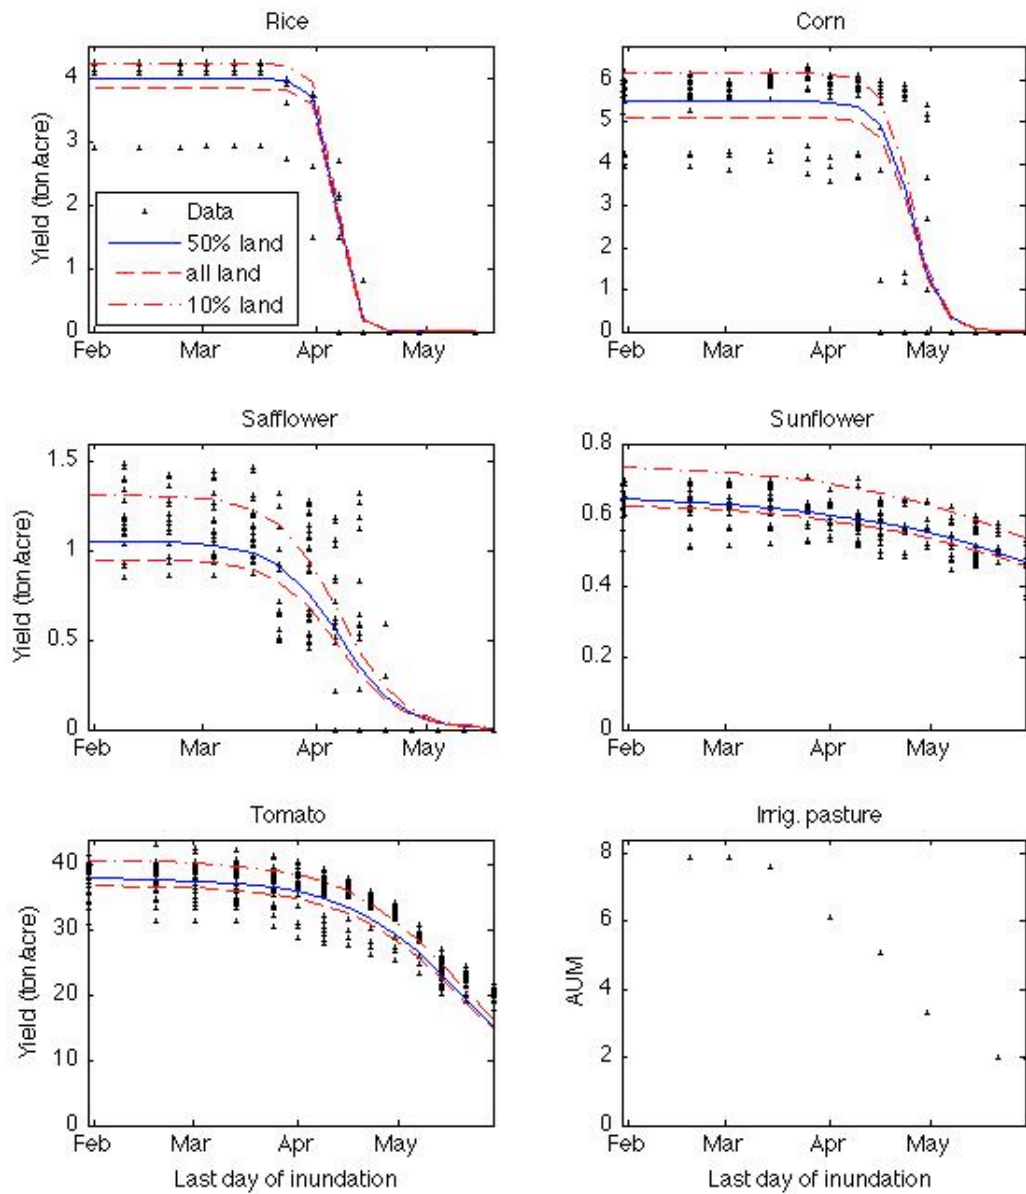 Rice
Yield (ton/acre)
4
3
2
1
0
Data
50% land
all land
10% land
Feb Mar Apr May
Corn
6
5
4
3
2
1
0
Feb Mar Apr May
Safflower
Yield (ton/acre)
1.5
1
0.5
0
Feb Mar Apr May
Sunflower
0.8
0.6
0.4
0.2
0
Feb Mar Apr May
Tomato
Yield (ton/acre)
40
30
20
10
0
Feb Mar Apr May
Last day of inundation
Irrig. pasture
AUM
8
6
4
2
0
Feb Mar Apr May
Last day of inundation